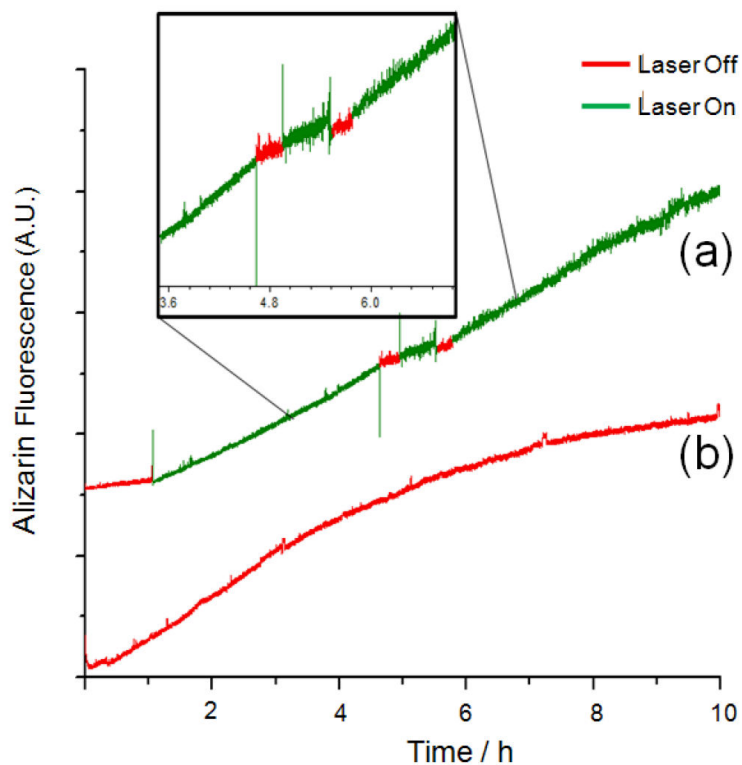 Laser Off
Laser On
3.6 4.8 6.0
(a)
(b)
Alizarin Fluorescence (A.U.)
2 4 6 8 10
Time / h